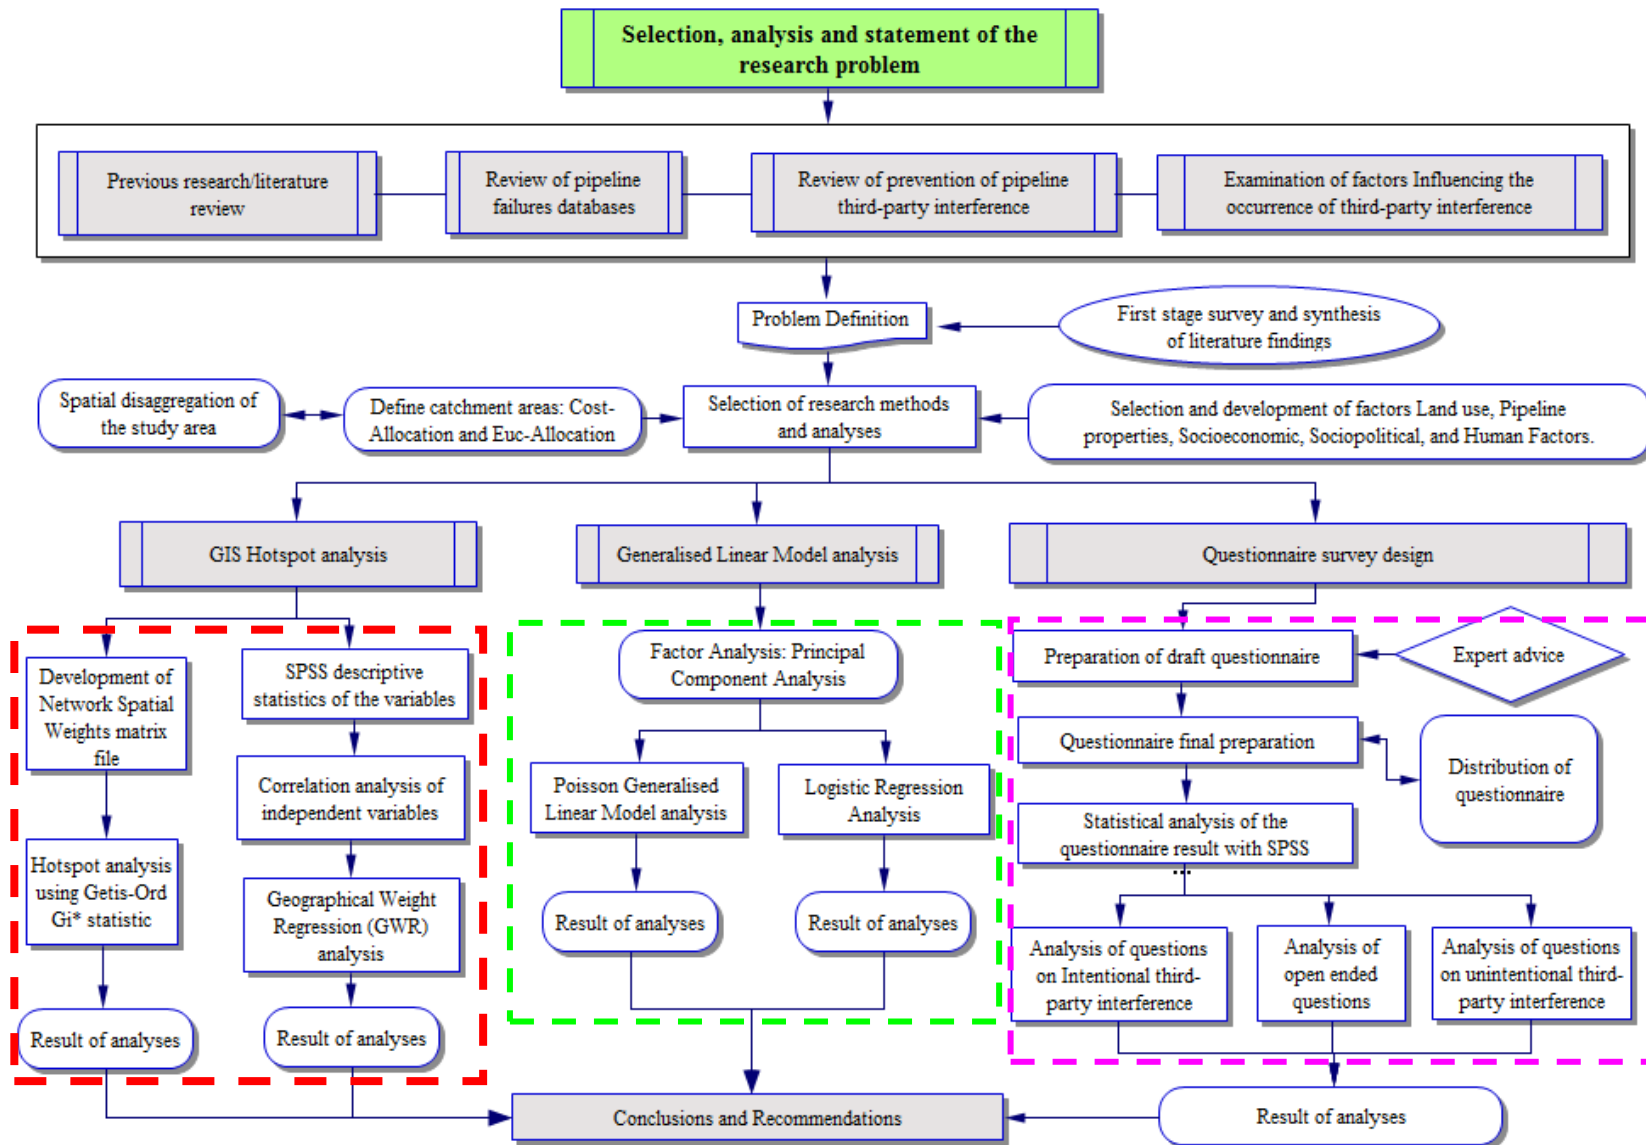 Selection, analysis and statement of the
research problem
Previous research/literature
review
Review of pipeline
failures databases
Review of prevention of pipeline
third-party interference
Examination of factors Influencing the
occurrence of third-party interference
Problem Definition
First stage survey and synthesis
of literature findings
Spatial disaggregation of
the study area
Define catchment areas: Cost-
Allocation and Euc-Allocation
Selection of research methods
and analyses
Selection and development of factors Land use, Pipeline
properties, Socioeconomic, Sociopolitical, and Human Factors.
GIS Hotspot analysis
Generalised Linear Model analysis
Questionnaire survey design
Development of
Network Spatial
Weights matrix
file
SPSS descriptive
statistics of the variables
Factor Analysis: Principal
Component Analysis
Preparation of draft questionnaire
Expert advice
Questionnaire final preparation
Distribution of
questionnaire
Correlation analysis of
independent variables
Poisson Generalised
Linear Model analysis
Logistic Regression
Analysis
Statistical analysis of the
questionnaire result with SPSS
...
Hotspot analysis
using Getis-Ord
Gi* statistic
Geographical Weight
Regression (GWR)
analysis
Result of analyses
Result of analyses
Analysis of questions
on Intentional third-
party interference
Analysis of
open ended
questions
Analysis of questions
on unintentional third-
party interference
Result of analyses
Result of analyses
Conclusions and Recommendations
Result of analyses